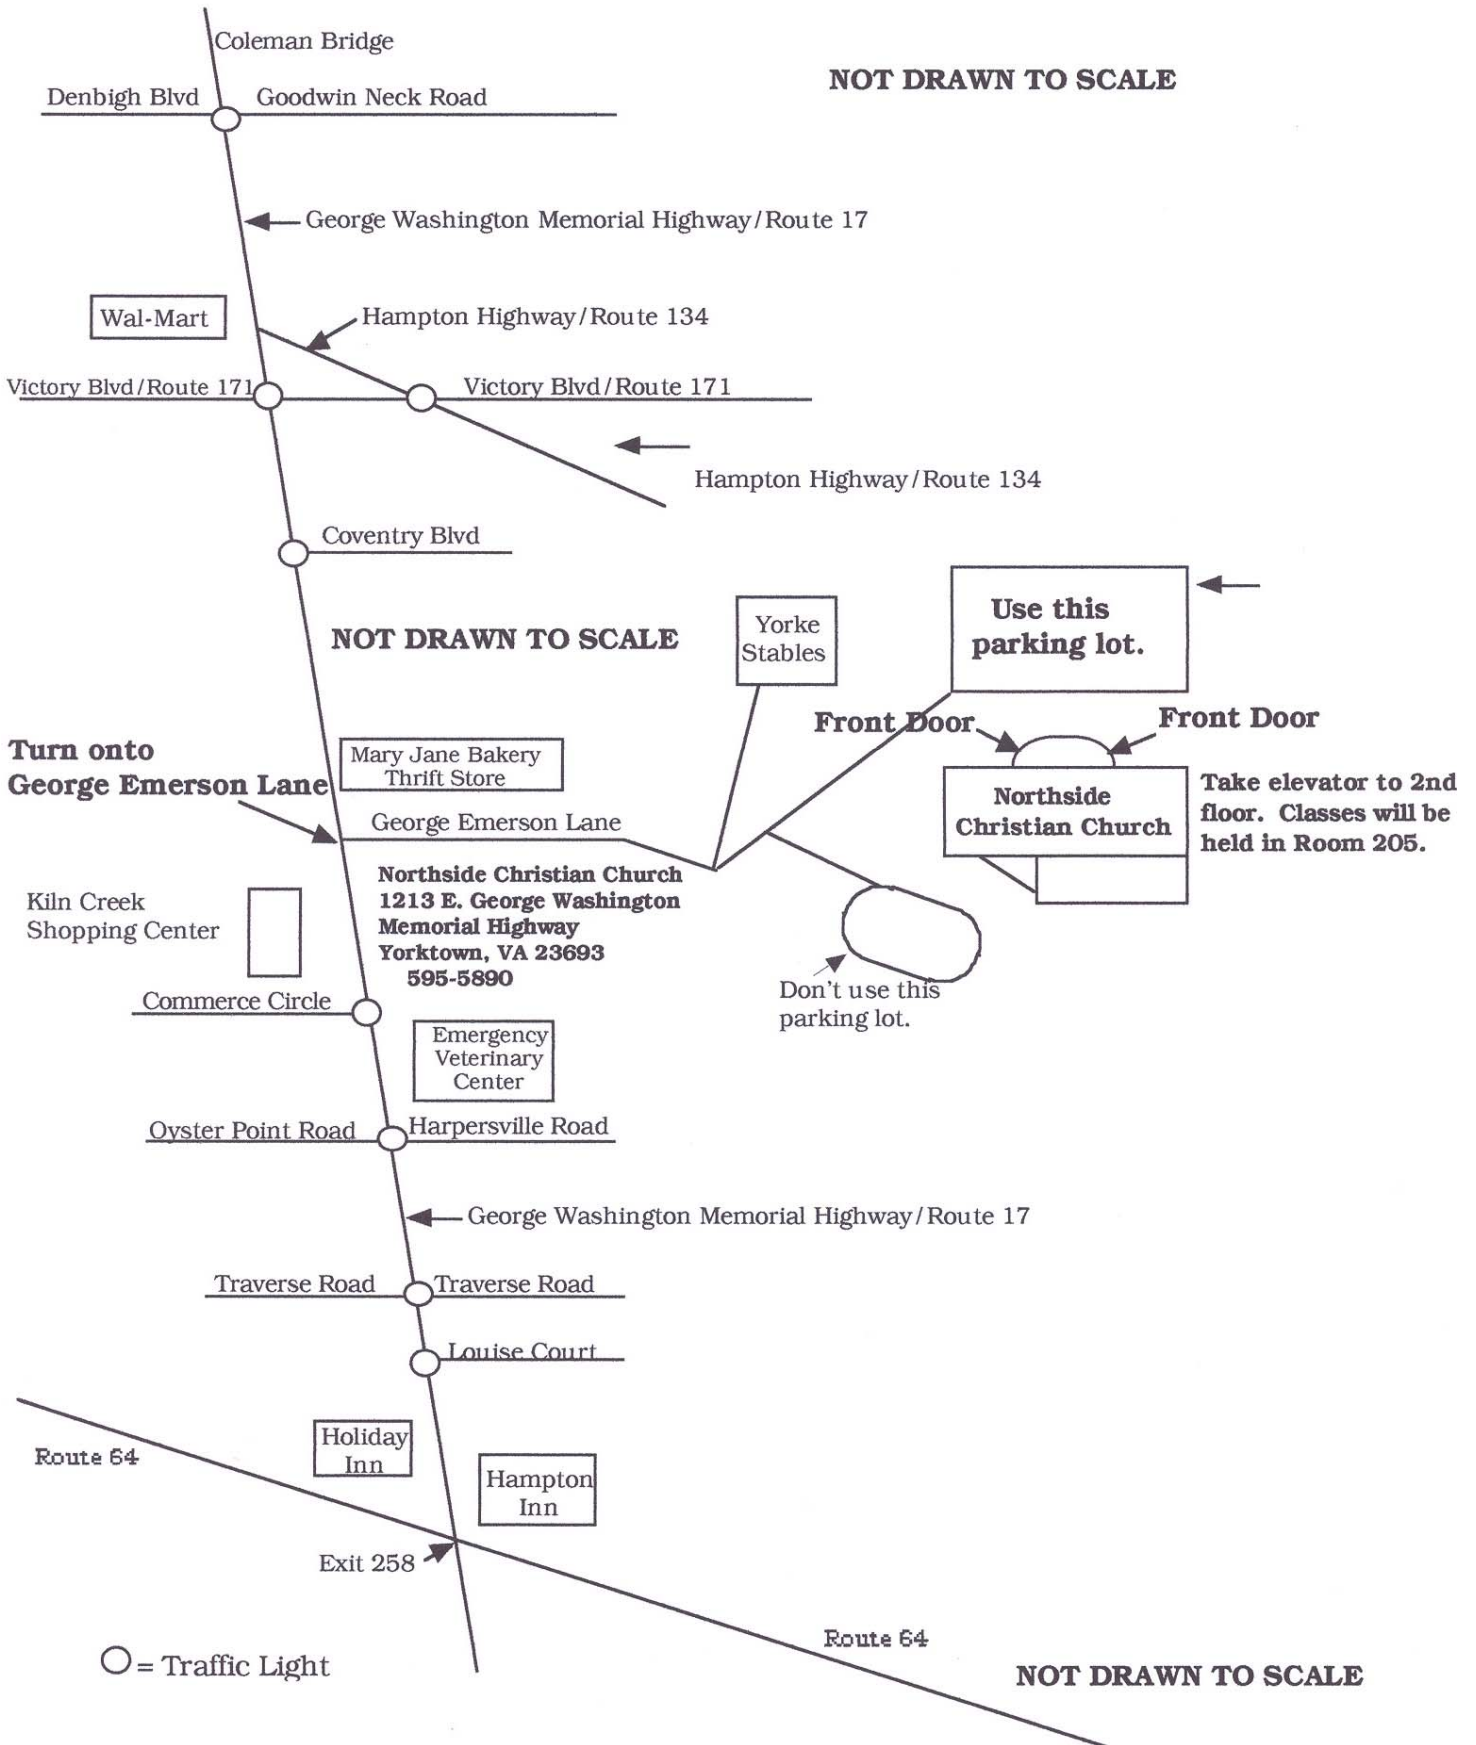 Coleman Bridge
NOT DRAWN TO SCALE
Denbigh Blvd
Goodwin Neck Road
George Washington Memorial Highway/Route 17
Wal-Mart
Hampton Highway/Route 134
Victory Blvd/Route 171
Victory Blvd/Route 171
Hampton Highway/Route 134
Coventry Blvd
NOT DRAWN TO SCALE
Yorke
Stables
Use this
parking lot.
Front Door
Front Door
Turn onto
George Emerson Lane
Mary Jane Bakery
Thrift Store
Northside
Christian Church
Take elevator to 2nd
floor. Classes will be
held in Room 205.
George Emerson Lane
Northside Christian Church
1213 E. George Washington
Memorial Highway
Yorktown, VA 23693
595-5890
Kiln Creek
Shopping Center
Don't use this
parking lot.
Commerce Circle
Emergency
Veterinary
Center
Oyster Point Road
Harpersville Road
George Washington Memorial Highway/Route 17
Traverse Road
Traverse Road
Louise Court
Holiday
Inn
Route 64
Hampton
Inn
Exit 258
Route 64
= Traffic Light
NOT DRAWN TO SCALE